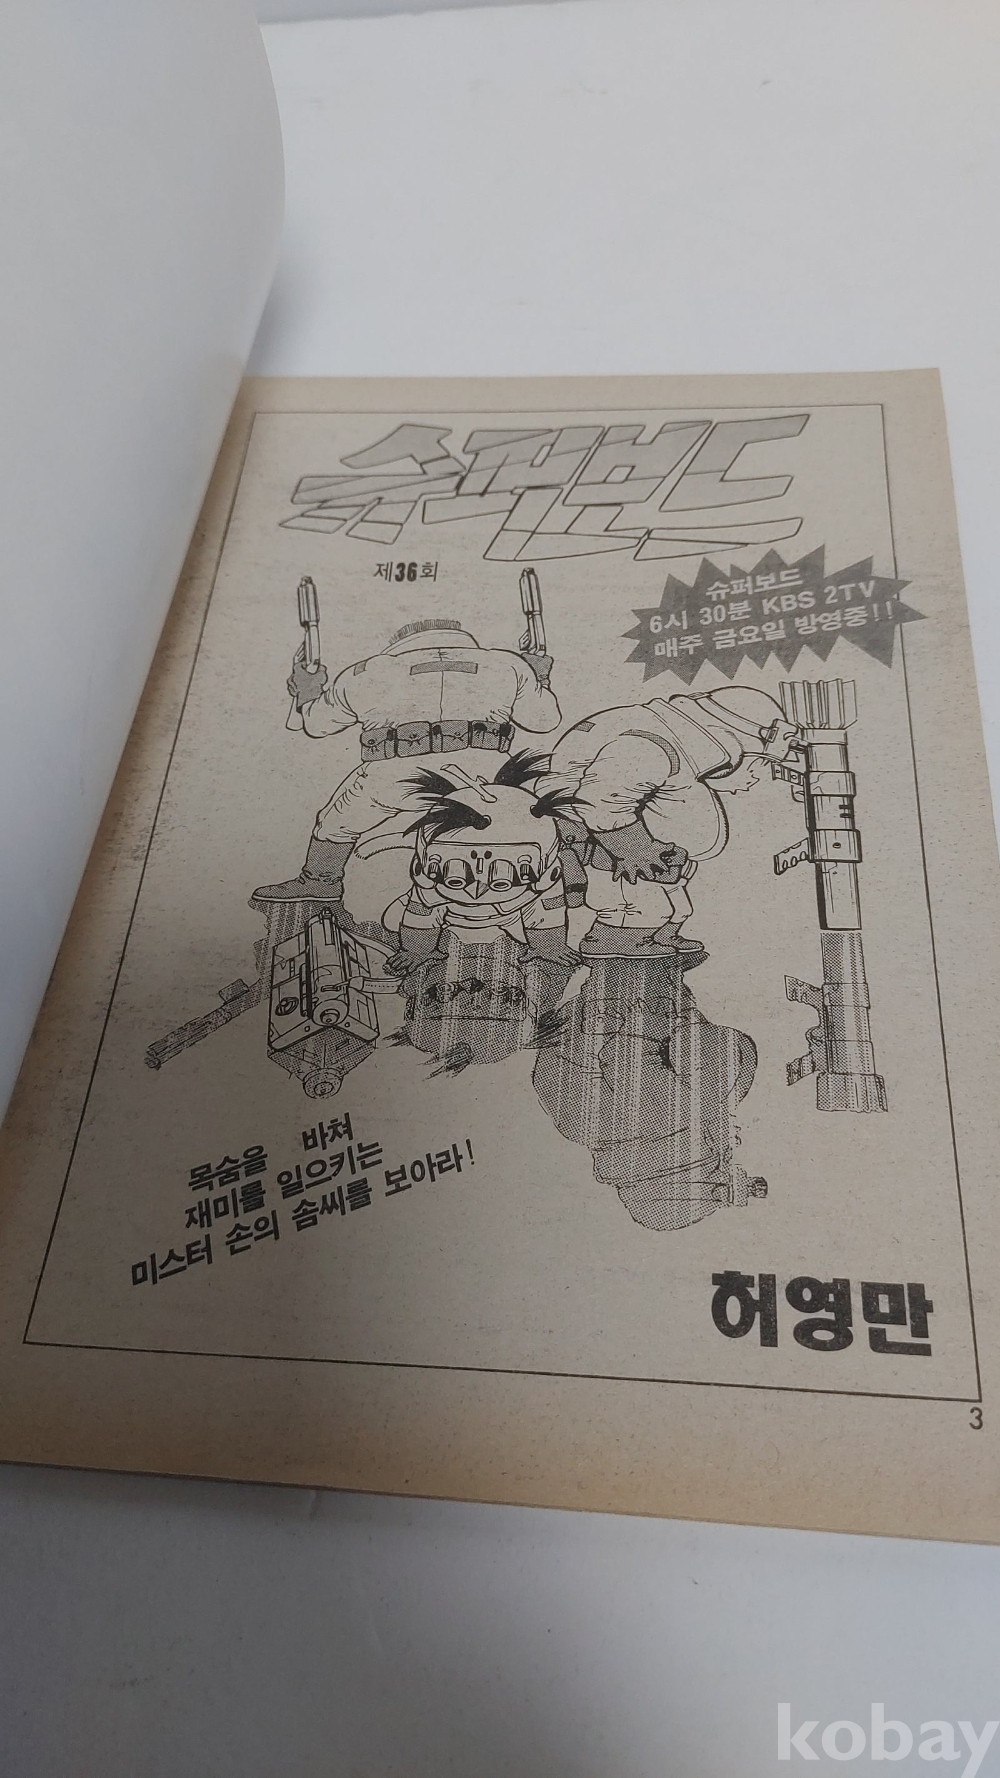 슈퍼보드
제36회
슈퍼보드
6시 30분 KBS 2TV
매주 금요일 방영중!!
목숨을 바쳐
재미를 일으키는
미스터 손의 솜씨를 보아라!
허영만
3
kobay